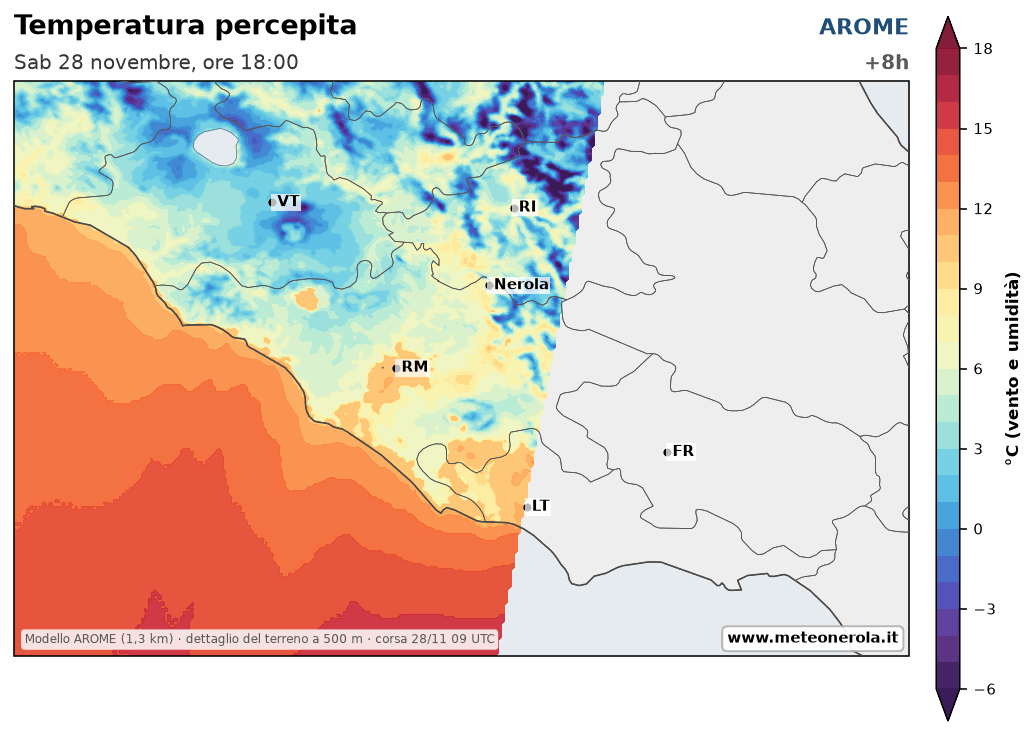 Temperatura percepita
AROME
Sab 28 novembre, ore 18:00
+8h
VT
RI
Nerola
RM
FR
LT
Modello AROME (1,3 km) · dettaglio del terreno a 500 m · corsa 28/11 09 UTC
www.meteonerola.it
18
15
12
9
6
3
0
−3
−6
°C (vento e umidità)